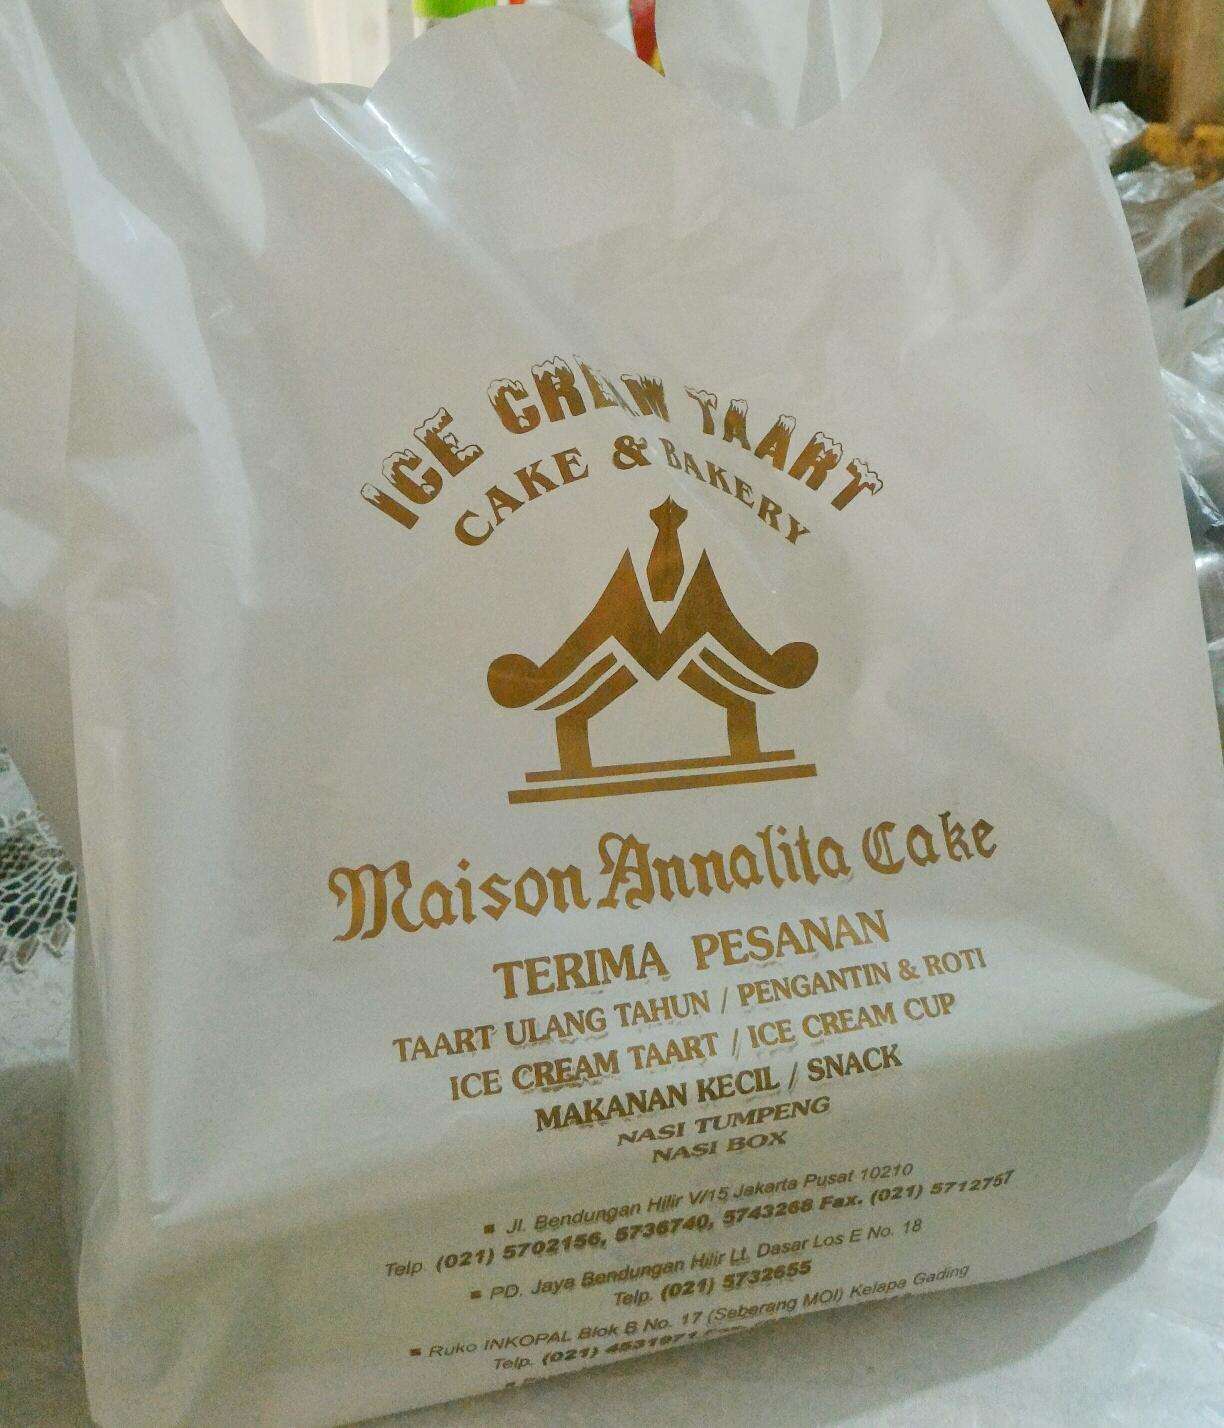 ICE CREAM TAART
CAKE & BAKERY
Maison Annalita Cake
TERIMA PESANAN
TAART ULANG TAHUN / PENGANTIN & ROTI
ICE CREAM TAART / ICE CREAM CUP
MAKANAN KECIL / SNACK
NASI TUMPENG
NASI BOX
▪ Jl. Bendungan Hilir V/15 Jakarta Pusat 10210
Telp. (021) 5702156, 5736740, 5743268 Fax. (021) 5712757
▪ PD. Jaya Bendungan Hilir Lt. Dasar Los E No. 18
Telp. (021) 5732655
▪ Ruko INKOPAL Blok B No. 17 (Seberang MOI) Kelapa Gading
Telp. (021) 4531971